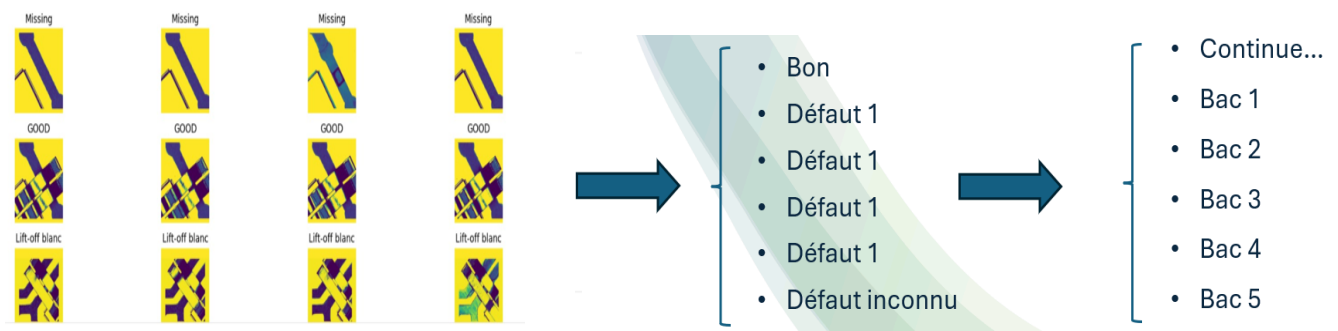 Missing Missing Missing Missing
GOOD GOOD GOOD GOOD
Lift-off blanc Lift-off blanc Lift-off blanc Lift-off blanc
• Bon
• Défaut 1
• Défaut 1
• Défaut 1
• Défaut 1
• Défaut inconnu
• Continue...
• Bac 1
• Bac 2
• Bac 3
• Bac 4
• Bac 5